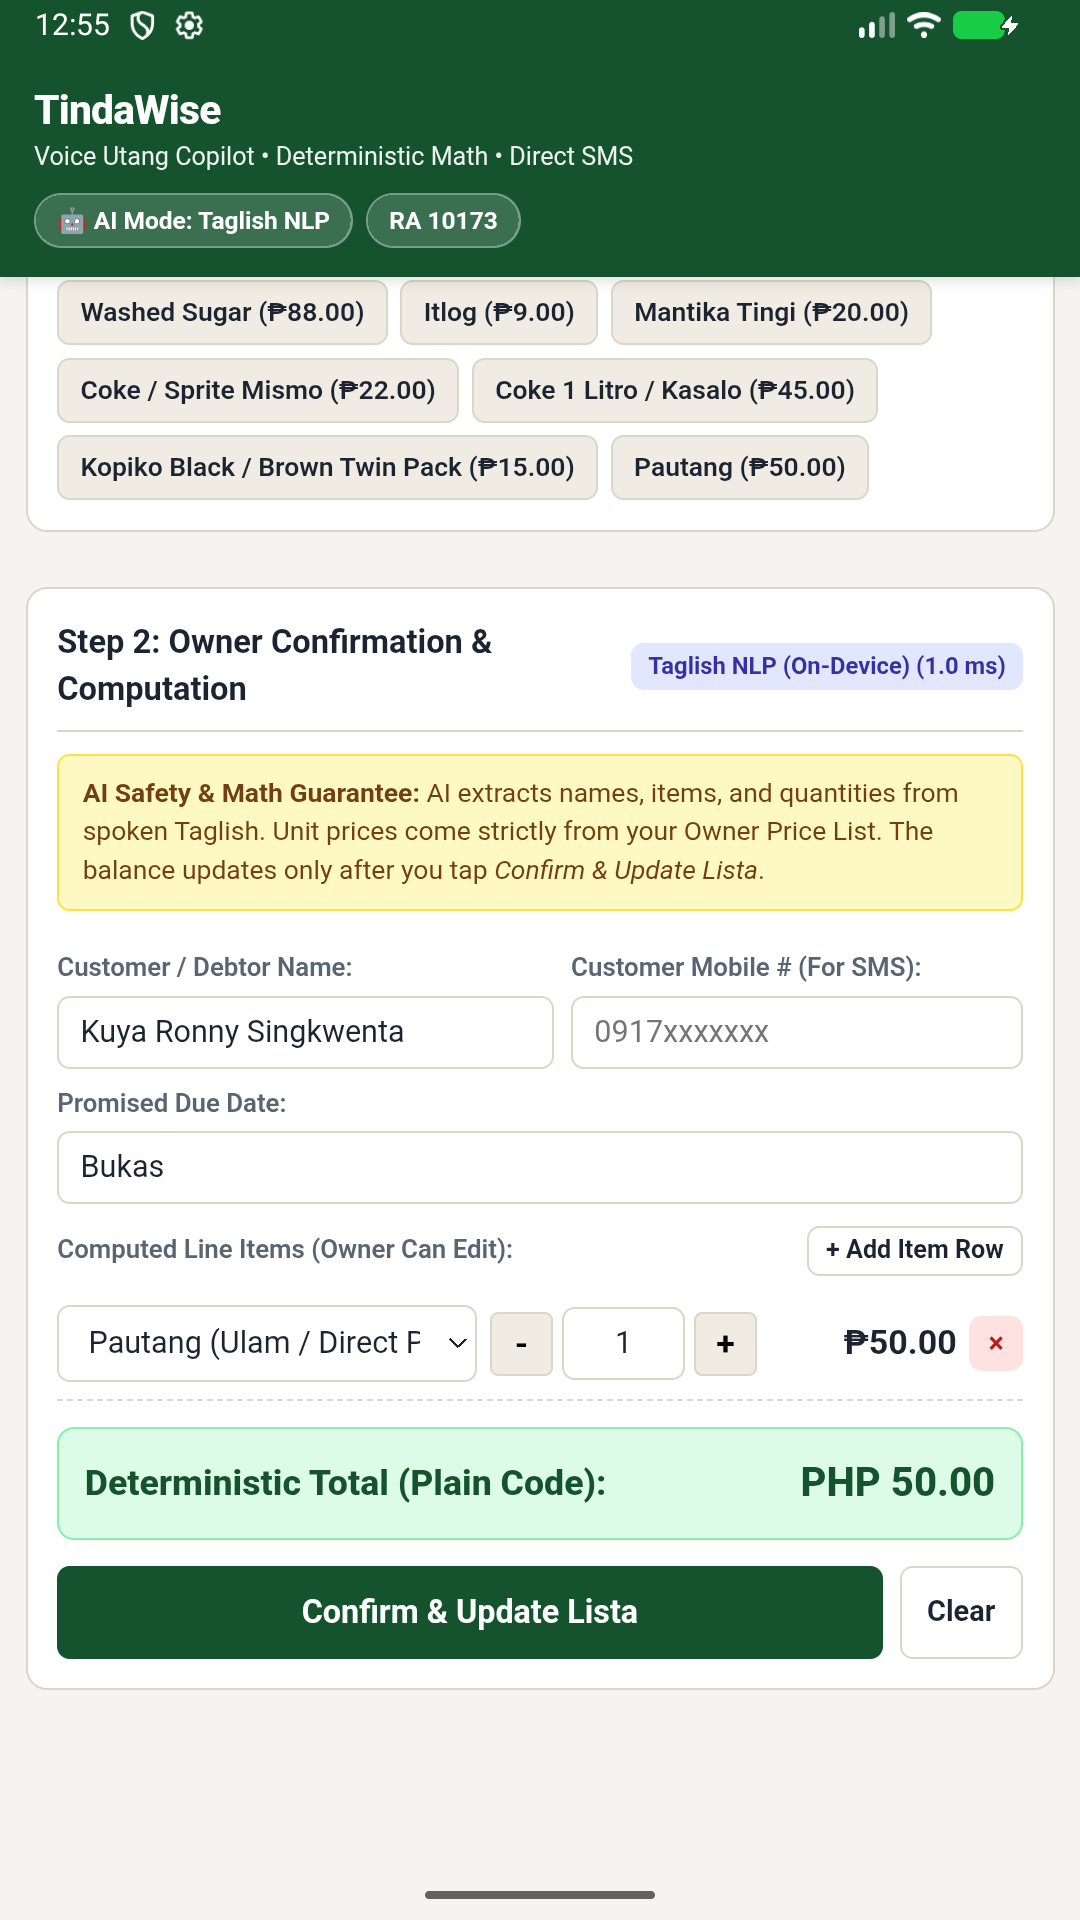 12:55
TindaWise
Voice Utang Copilot • Deterministic Math • Direct SMS
🤖 AI Mode: Taglish NLP
RA 10173
Washed Sugar (₱88.00)
Itlog (₱9.00)
Mantika Tingi (₱20.00)
Coke / Sprite Mismo (₱22.00)
Coke 1 Litro / Kasalo (₱45.00)
Kopiko Black / Brown Twin Pack (₱15.00)
Pautang (₱50.00)
Step 2: Owner Confirmation &
Computation
Taglish NLP (On-Device) (1.0 ms)
AI Safety & Math Guarantee: AI extracts names, items, and quantities from
spoken Taglish. Unit prices come strictly from your Owner Price List. The
balance updates only after you tap Confirm & Update Lista.
Customer / Debtor Name:
Customer Mobile # (For SMS):
Kuya Ronny Singkwenta
0917xxxxxxx
Promised Due Date:
Bukas
Computed Line Items (Owner Can Edit):
+ Add Item Row
Pautang (Ulam / Direct
-
1
+
₱50.00
×
Deterministic Total (Plain Code):
PHP 50.00
Confirm & Update Lista
Clear